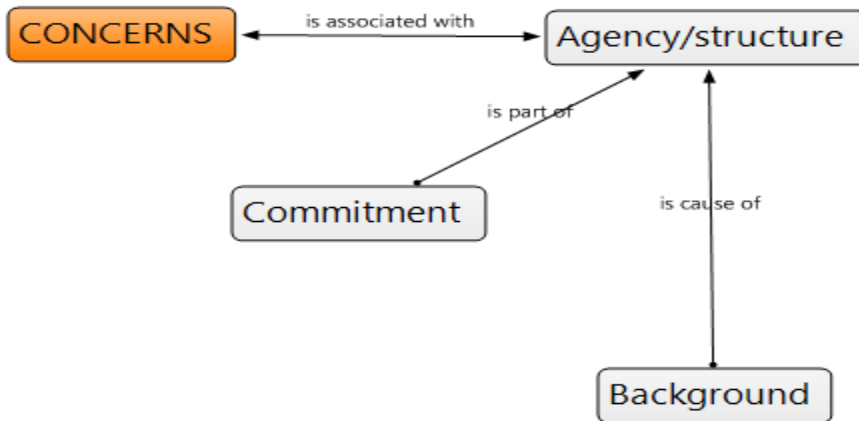 CONCERNS
is associated with
Agency/structure
is part of
Commitment
is cause of
Background